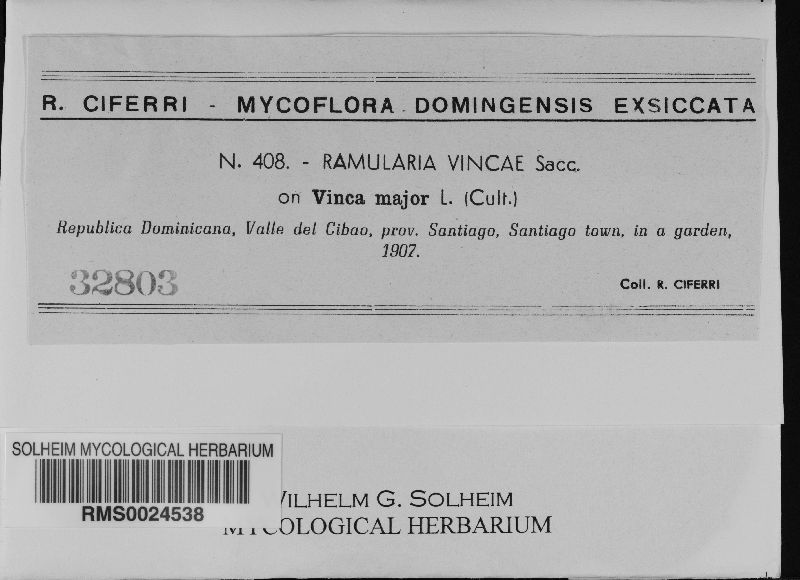 R. CIFERRI - MYCOFLORA DOMINGENSIS EXSICCATA
N. 408. - RAMULARIA VINCAE Sacc.
on Vinca major L. (Cult.)
Republica Dominicana, Valle del Cibao, prov. Santiago, Santiago town, in a garden,
1907.
32803
Coll. R. CIFERRI
SOLHEIM MYCOLOGICAL HERBARIUM
RMS0024538
WILHELM G. SOLHEIM
MYCOLOGICAL HERBARIUM